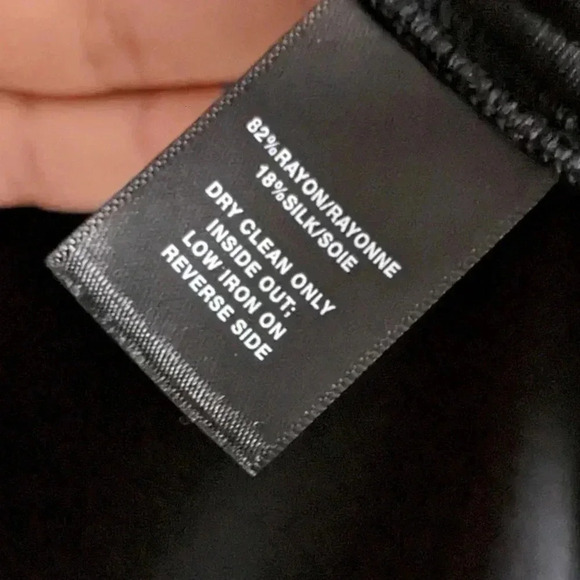 82%RAYON/RAYONNE
18%SILK/SOIE
DRY CLEAN ONLY
INSIDE OUT;
LOW IRON ON
REVERSE SIDE